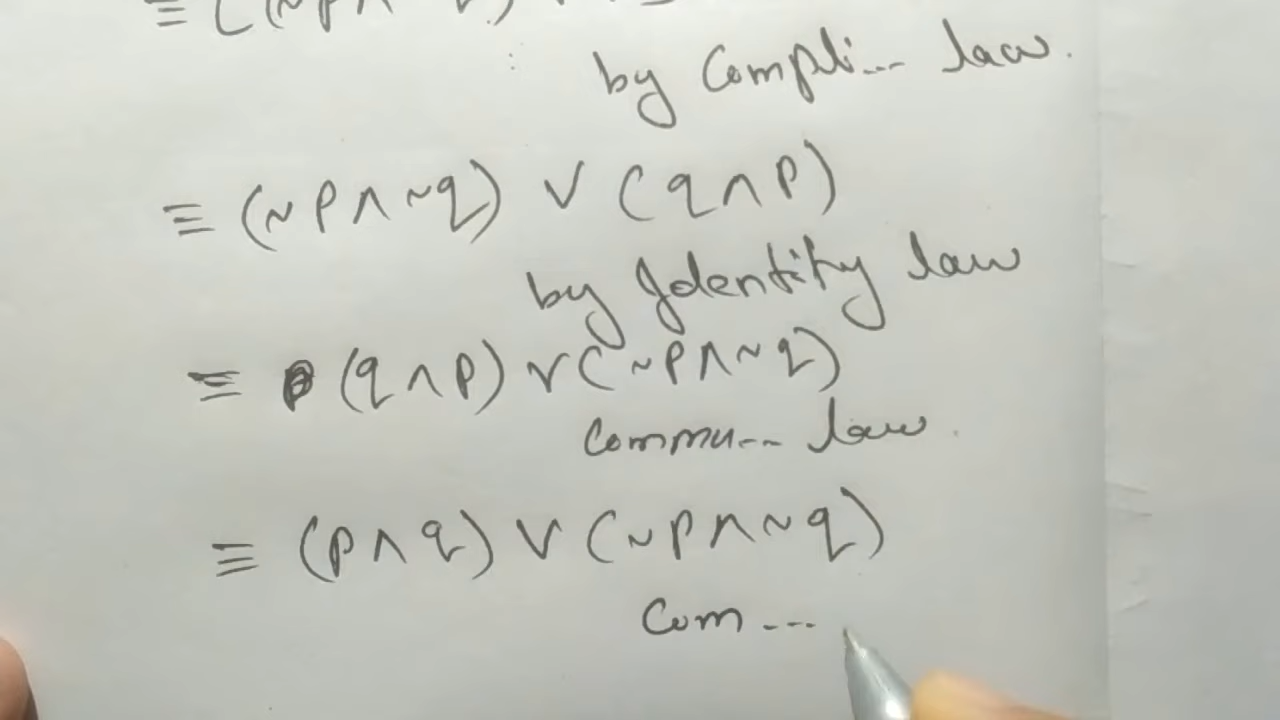 ≡ [(~p∧
by Compli... law.
≡ (~p∧~q) ∨ (q∧p)
by Identity law
≡ (q∧p) ∨ (~p∧~q)
Commu... law.
≡ (p∧q) ∨ (~p∧~q)
Com...